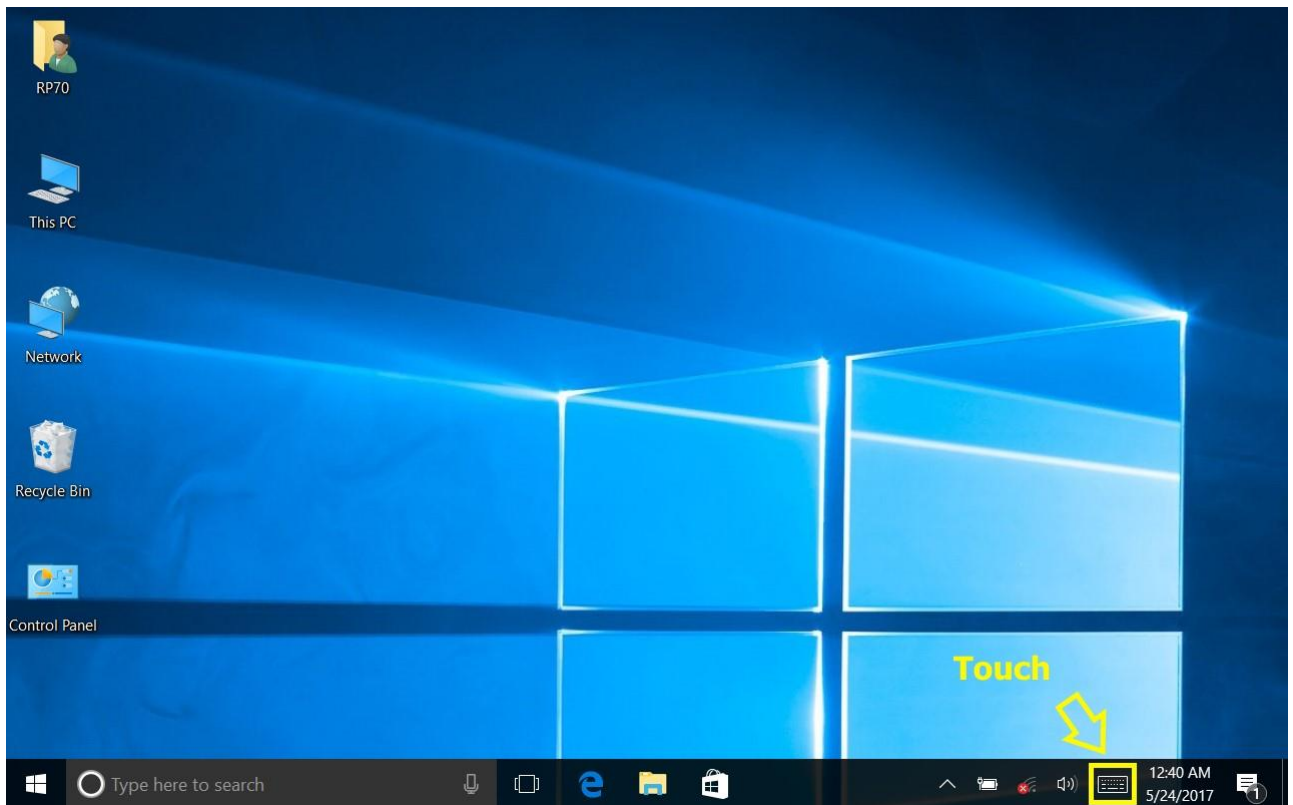 RP70
This PC
Network
Recycle Bin
Control Panel
Touch
Type here to search
12:40 AM
5/24/2017
1